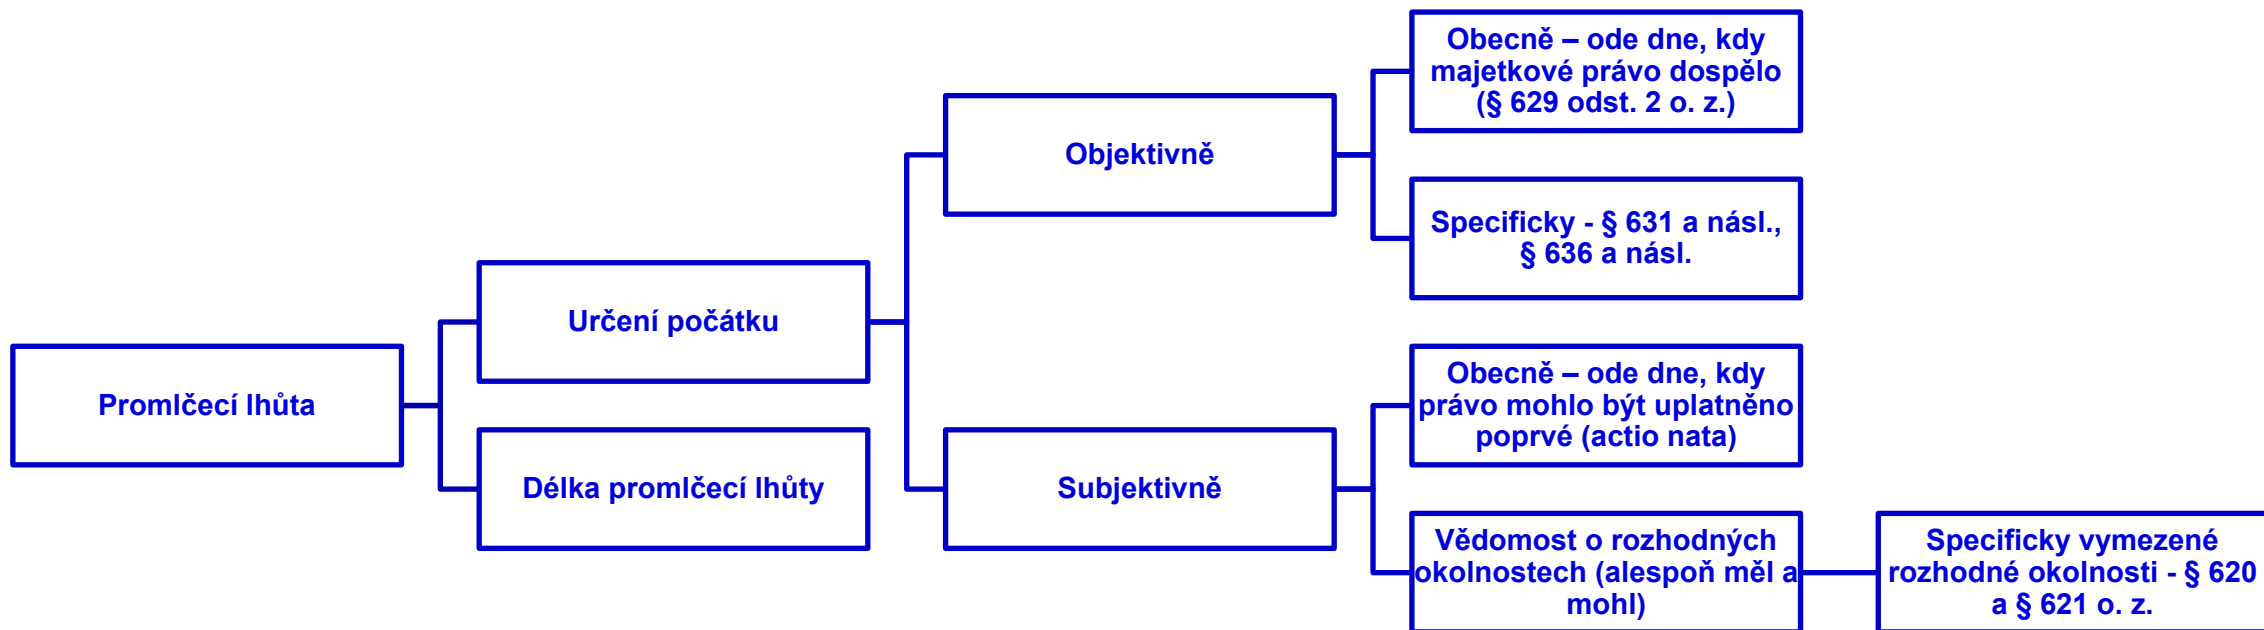 Promlčecí lhůta
Určení počátku
Délka promlčecí lhůty
Objektivně
Subjektivně
Obecně – ode dne, kdy
majetkové právo dospělo
(§ 629 odst. 2 o. z.)
Specificky - § 631 a násl.,
§ 636 a násl.
Obecně – ode dne, kdy
právo mohlo být uplatněno
poprvé (actio nata)
Vědomost o rozhodných
okolnostech (alespoň měl a
mohl)
Specificky vymezené
rozhodné okolnosti - § 620
a § 621 o. z.